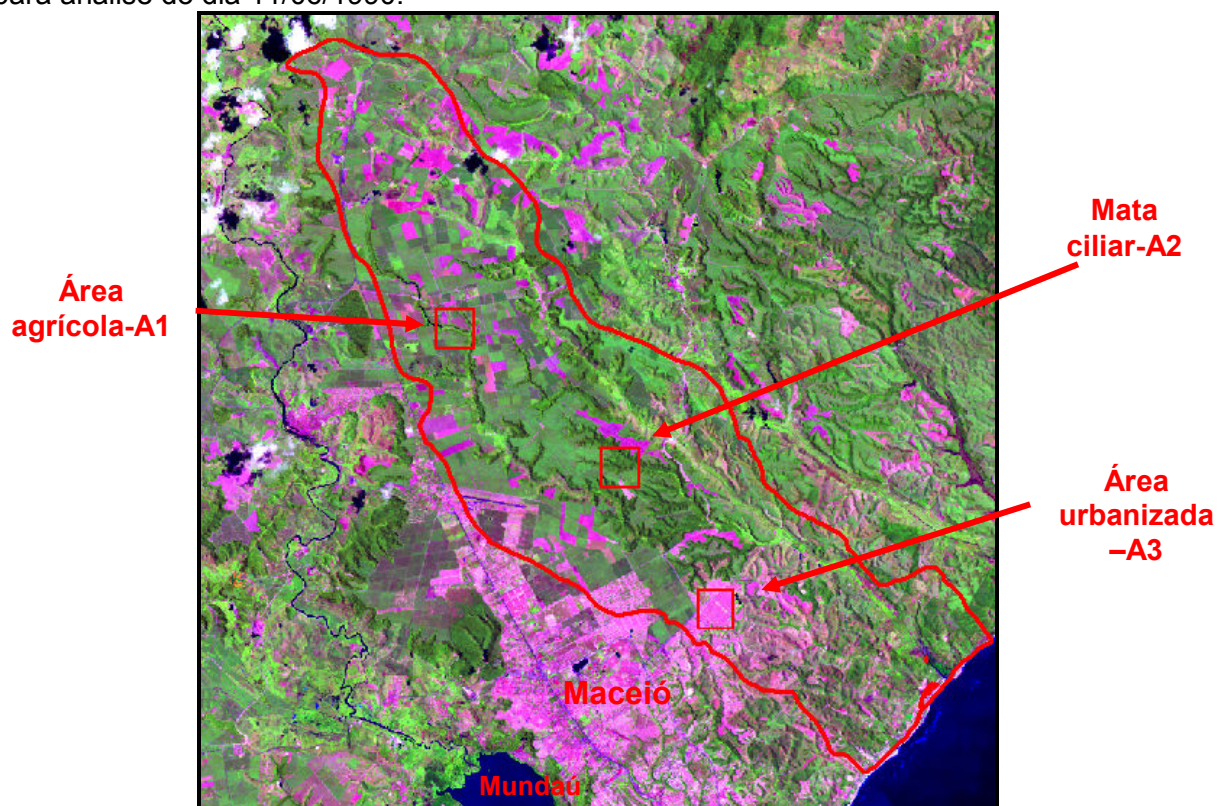 Mata
ciliar-A2
Área
agrícola-A1
Área
urbanizada
–A3
Maceió
Mundaú